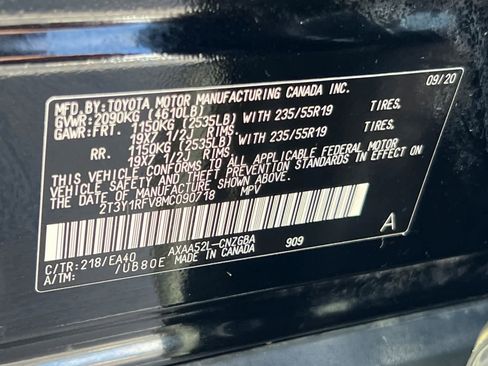 MFD. BY: TOYOTA MOTOR MANUFACTURING CANADA INC. 09/20
GVWR: 2090KG (4610LB)
GAWR: FRT. 1150KG (2535LB) WITH 235/55R19 TIRES.
19X7 1/2J RIMS.
RR. 1150KG (2535LB) WITH 235/55R19 TIRES.
19X7 1/2J RIMS.
THIS VEHICLE CONFORMS TO ALL APPLICABLE FEDERAL MOTOR
VEHICLE SAFETY AND THEFT STANDARDS IN EFFECT ON
THE DATE OF MANUFACTURE SHOWN ABOVE.
2T3Y1RFV8MC090718 MPV
A
C/TR: 218/EA40 AXAA52L-CNZGBA
A/TM: /UB80E MADE IN CANADA 909